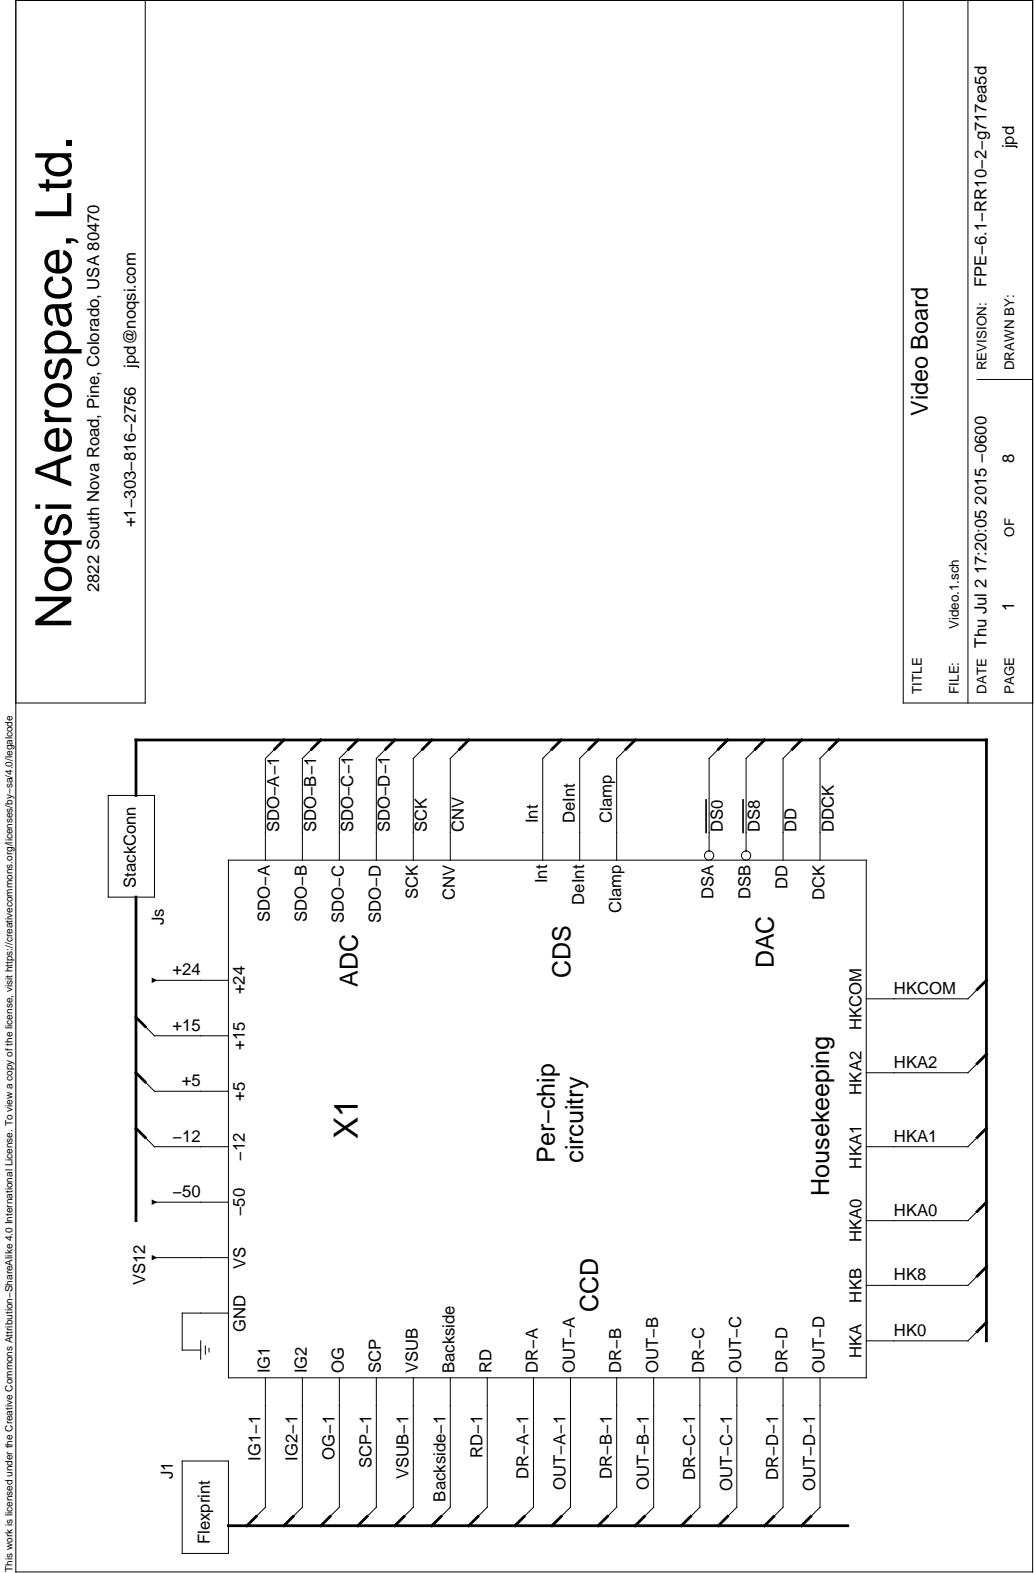 This work is licensed under the Creative Commons Attribution−ShareAlike 4.0 International License. To view a copy of the license, visit https://creativecommons.org/licenses/by−sa/4.0/legalcode
Noqsi Aerospace, Ltd.
2822 South Nova Road, Pine, Colorado, USA 80470
+1−303−816−2756 jpd@noqsi.com
J1
Flexprint
Js
StackConn
VS12
−50
−12
+5
+15
+24
GND
VS
−50
−12
+5
+15
+24
IG1−1
IG2−1
OG−1
SCP−1
VSUB−1
Backside−1
RD−1
DR−A−1
OUT−A−1
DR−B−1
OUT−B−1
DR−C−1
OUT−C−1
DR−D−1
OUT−D−1
IG1
IG2
OG
SCP
VSUB
Backside
RD
DR−A
OUT−A
DR−B
OUT−B
DR−C
OUT−C
DR−D
OUT−D
CCD
X1
Per−chip
circuitry
ADC
CDS
DAC
Housekeeping
SDO−A
SDO−B
SDO−C
SDO−D
SCK
CNV
Int
DeInt
Clamp
DSA
DSB
DD
DCK
SDO−A−1
SDO−B−1
SDO−C−1
SDO−D−1
SCK
CNV
Int
DeInt
Clamp
DS0
DS8
DD
DDCK
HKA
HKB
HKA0
HKA1
HKA2
HKCOM
HK0
HK8
HKA0
HKA1
HKA2
HKCOM
TITLE
Video Board
FILE: Video.1.sch
DATE Thu Jul 2 17:20:05 2015 −0600
REVISION: FPE−6.1−RR10−2−g717ea5d
PAGE 1 OF 8
DRAWN BY: jpd